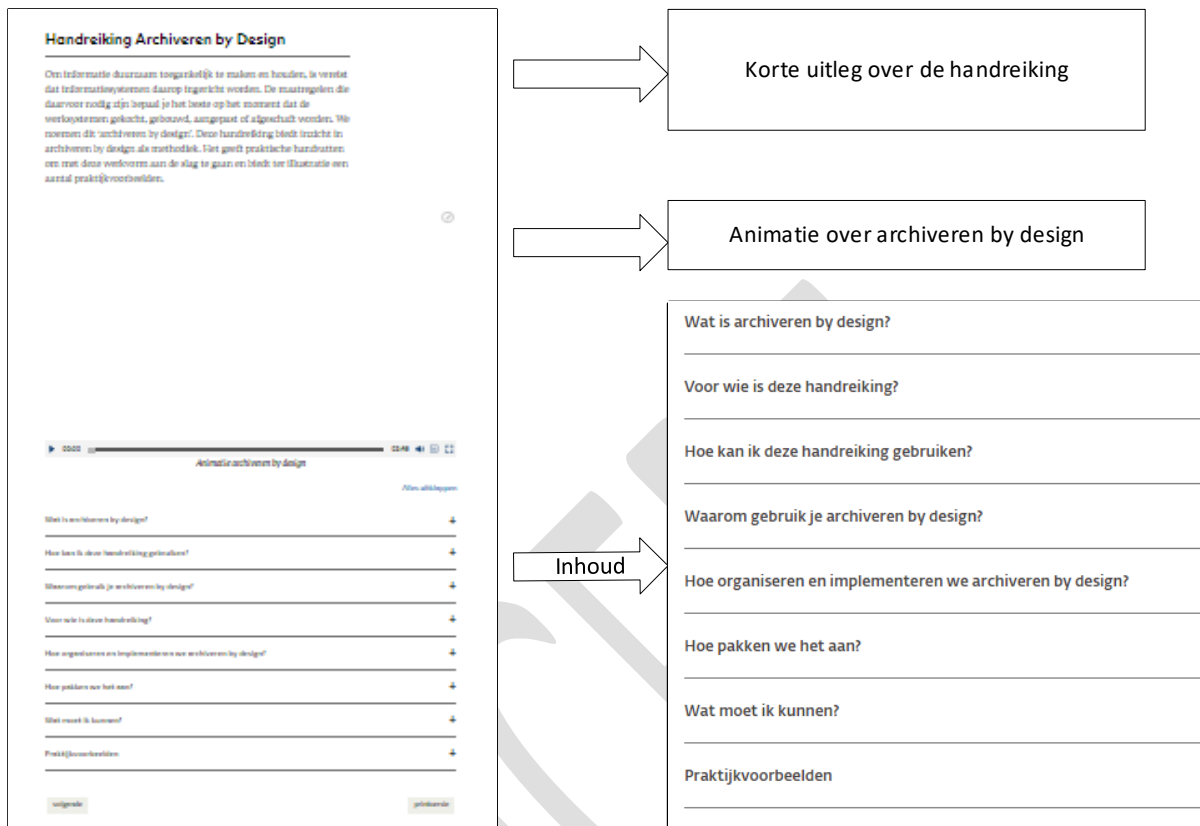 Handreiking Archiveren by Design
Om informatie duurzaam toegankelijk te maken en houden, is vereist
dat informatiesystemen daarop ingericht worden. De maatregelen die
daarvoor nodig zijn bepaal je het beste op het moment dat de
werksystemen gekocht, gebouwd, aangepast of afgeschaft worden. We
noemen dit ‘archiveren by design’. Deze handreiking biedt inzicht in
archiveren by design als methodiek. Het geeft praktische handvatten
om met deze werkvorm aan de slag te gaan en biedt ter illustratie een
aantal praktijkvoorbeelden.
00:00
Animatie archiveren by design
Alles uitklappen
Wat is archiveren by design?
Hoe kan ik deze handreiking gebruiken?
Waarom gebruik je archiveren by design?
Voor wie is deze handreiking?
Hoe organiseren en implementeren we archiveren by design?
Hoe pakken we het aan?
Wat moet ik kunnen?
Praktijkvoorbeelden
volgende
printversie
Korte uitleg over de handreiking
Animatie over archiveren by design
Inhoud
Wat is archiveren by design?
Voor wie is deze handreiking?
Hoe kan ik deze handreiking gebruiken?
Waarom gebruik je archiveren by design?
Hoe organiseren en implementeren we archiveren by design?
Hoe pakken we het aan?
Wat moet ik kunnen?
Praktijkvoorbeelden